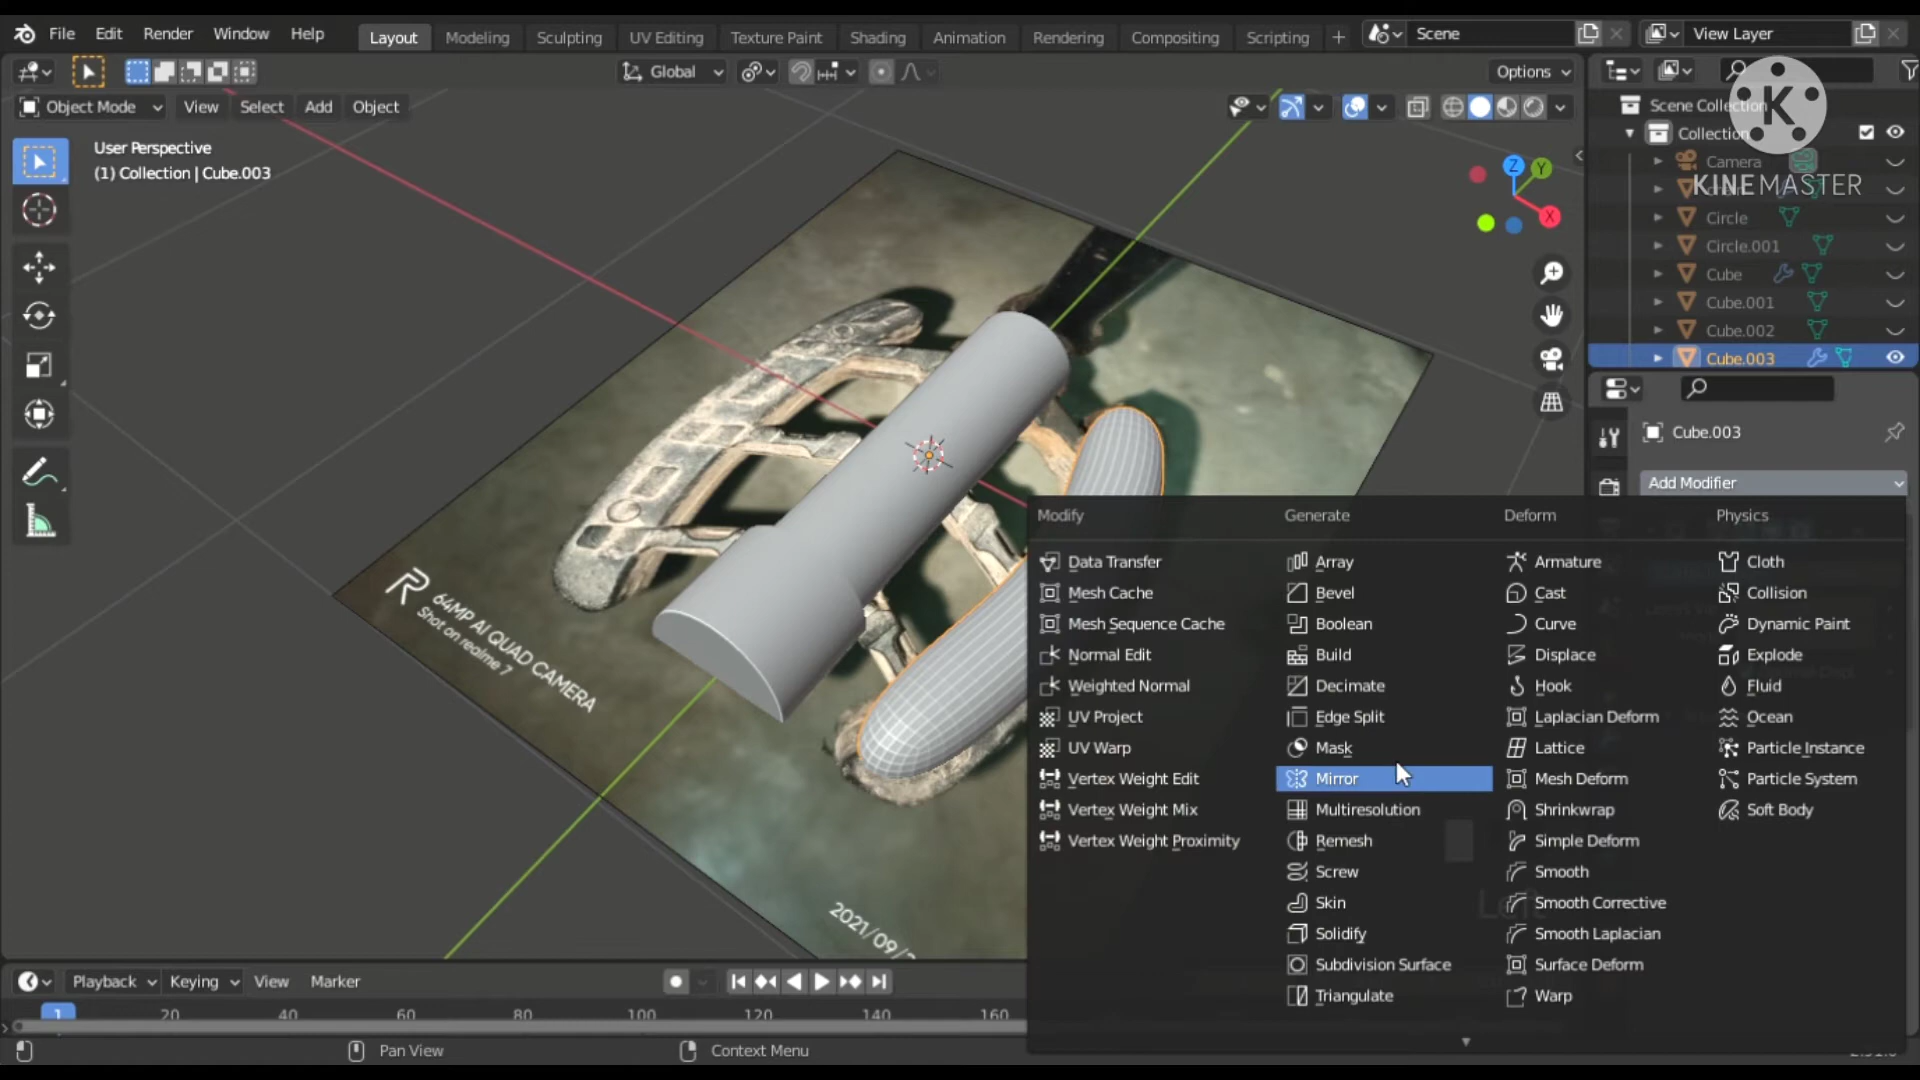 File Edit Render Window Help Layout Modeling Sculpting UV Editing Texture Paint Shading Animation Rendering Compositing Scripting + Scene View Layer
Global Options
Object Mode View Select Add Object
User Perspective
(1) Collection | Cube.003
Z Y X
Scene Collection
Collection
Camera
KINEMASTER
Circle
Circle.001
Cube
Cube.001
Cube.002
Cube.003
Cube.003
Add Modifier
64MP AI QUAD CAMERA
Shot on realme 7
2021/09/
Modify Generate Deform Physics
Data Transfer Array Armature Cloth
Mesh Cache Bevel Cast Collision
Mesh Sequence Cache Boolean Curve Dynamic Paint
Normal Edit Build Displace Explode
Weighted Normal Decimate Hook Fluid
UV Project Edge Split Laplacian Deform Ocean
UV Warp Mask Lattice Particle Instance
Vertex Weight Edit Mirror Mesh Deform Particle System
Vertex Weight Mix Multiresolution Shrinkwrap Soft Body
Vertex Weight Proximity Remesh Simple Deform
Screw Smooth
Skin Smooth Corrective
Solidify Smooth Laplacian
Subdivision Surface Surface Deform
Triangulate Warp
Left
Playback Keying View Marker
1 20 40 60 80 100 120 140 160
Pan View Context Menu